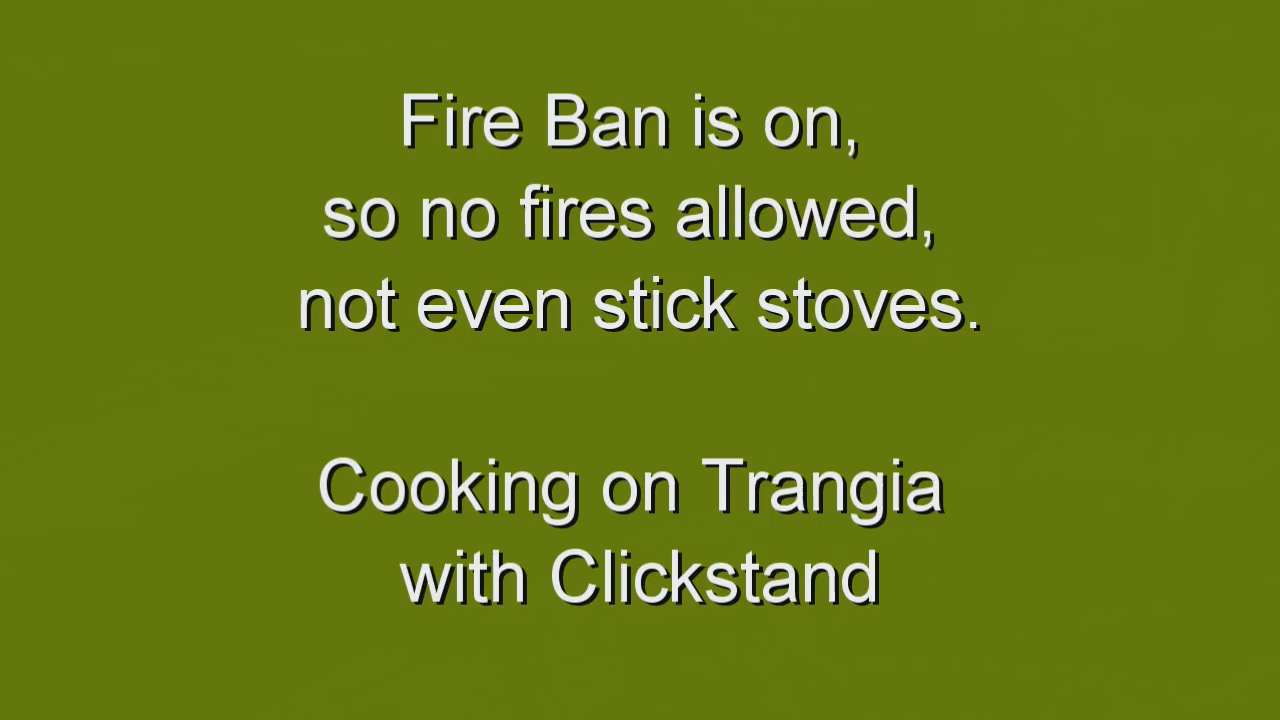 Fire Ban is on,
so no fires allowed,
not even stick stoves.
Cooking on Trangia
with Clickstand